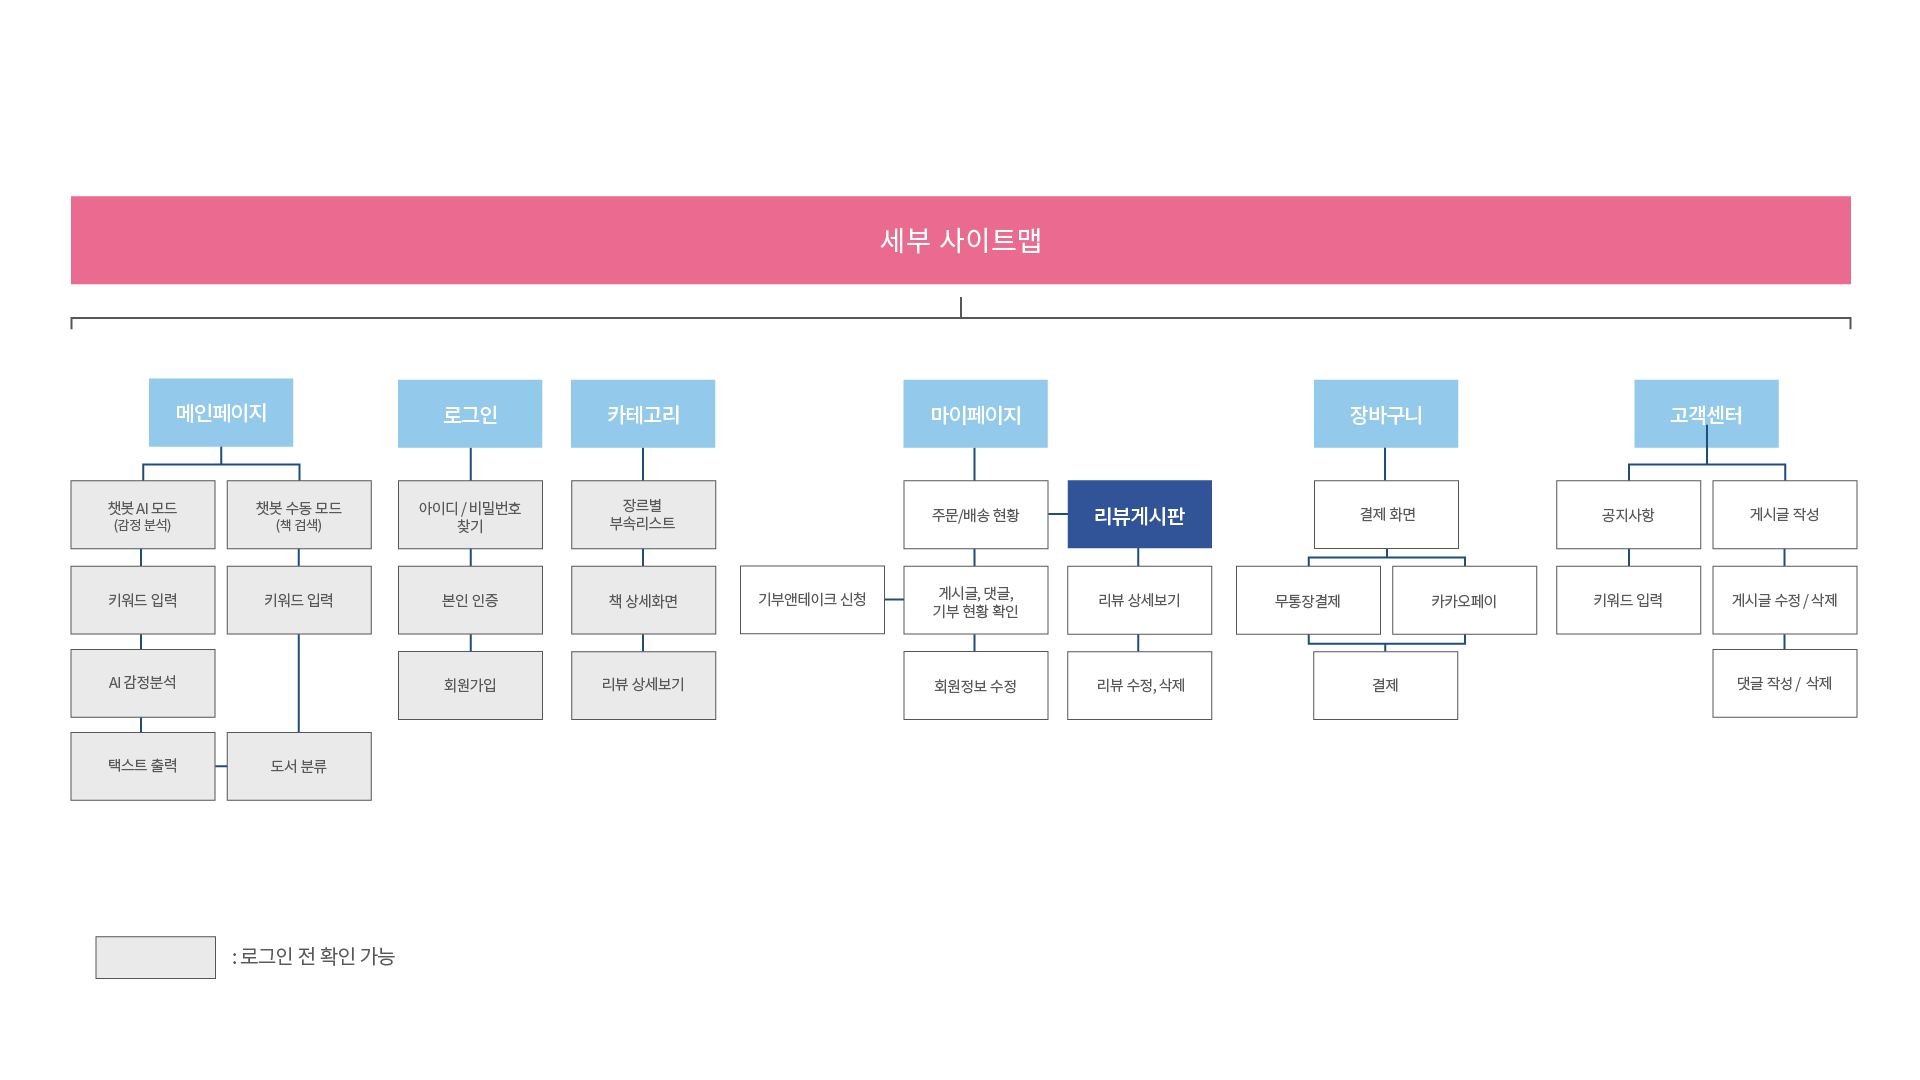 세부 사이트맵
메인페이지
로그인
카테고리
마이페이지
장바구니
고객센터
챗봇 AI 모드
(감정 분석)
챗봇 수동 모드
(책 검색)
아이디 / 비밀번호
찾기
장르별
부속리스트
주문/배송 현황
리뷰게시판
결제 화면
공지사항
게시글 작성
키워드 입력
키워드 입력
본인 인증
책 상세화면
기부앤테이크 신청
게시글, 댓글,
기부 현황 확인
리뷰 상세보기
무통장결제
카카오페이
키워드 입력
게시글 수정 / 삭제
AI 감정분석
회원가입
리뷰 상세보기
회원정보 수정
리뷰 수정, 삭제
결제
댓글 작성 / 삭제
택스트 출력
도서 분류
: 로그인 전 확인 가능